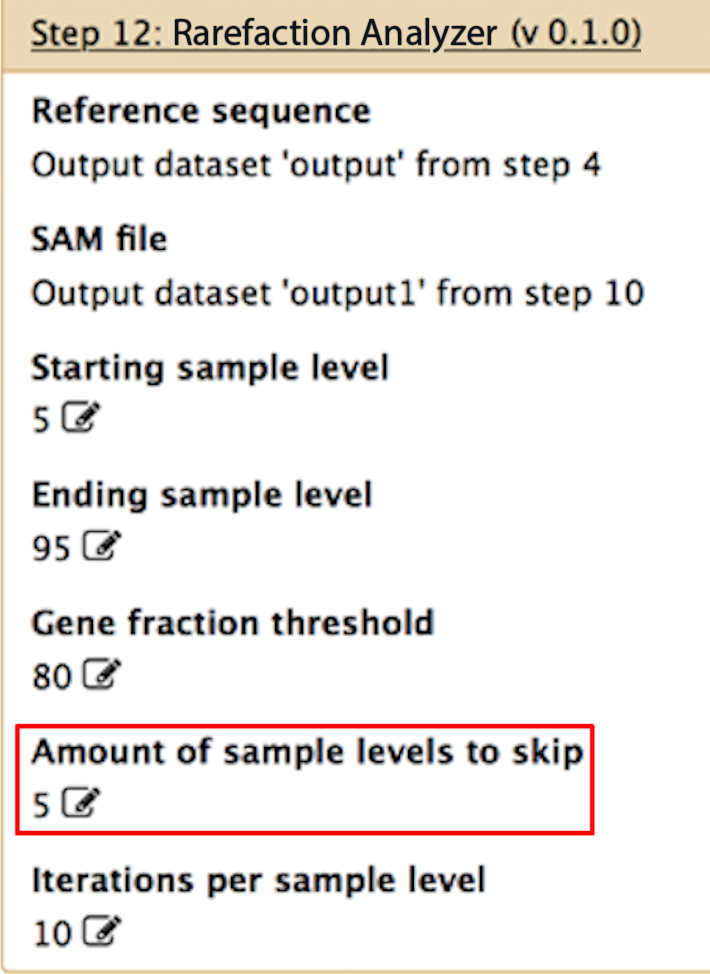 Step 12: Rarefaction Analyzer (v 0.1.0)
Reference sequence
Output dataset 'output' from step 4
SAM file
Output dataset 'output1' from step 10
Starting sample level
5
Ending sample level
95
Gene fraction threshold
80
Amount of sample levels to skip
5
Iterations per sample level
10